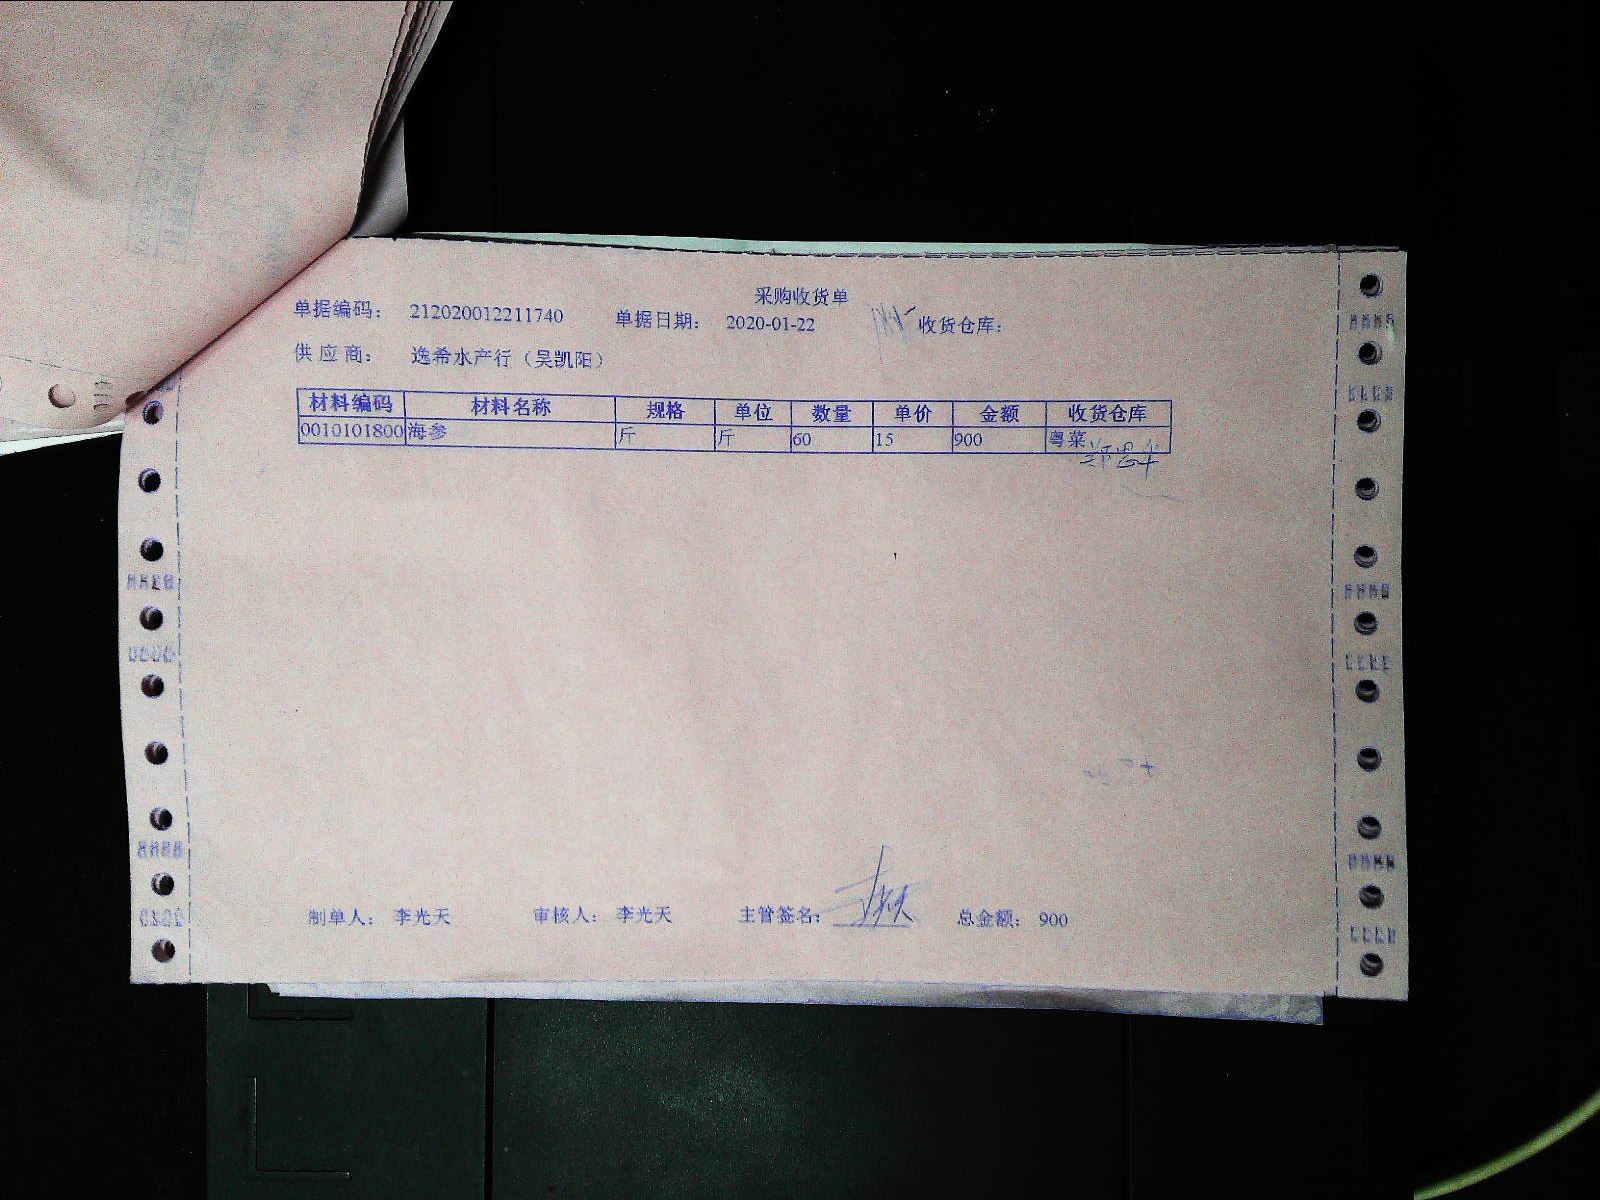 采购收货单
单据编码： 212020012211740 单据日期： 2020-01-22 收货仓库：
供 应 商： 逸希水产行（吴凯阳）
材料编码 材料名称 规格 单位 数量 单价 金额 收货仓库
0010101800 海参 斤 斤 60 15 900 粤菜
制单人： 李光天 审核人： 李光天 主管签名： 总金额： 900